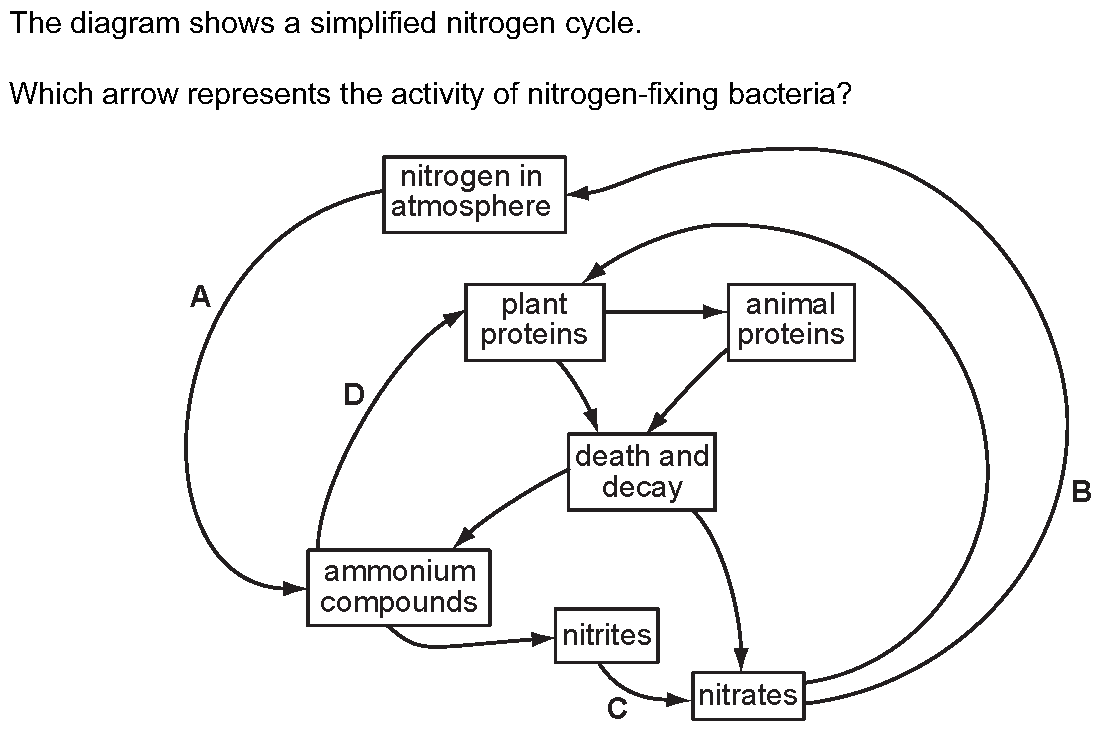 The diagram shows a simplified nitrogen cycle.
Which arrow represents the activity of nitrogen-fixing bacteria?
nitrogen in
atmosphere
A
plant
proteins
animal
proteins
D
death and
decay
B
ammonium
compounds
nitrites
nitrates
C